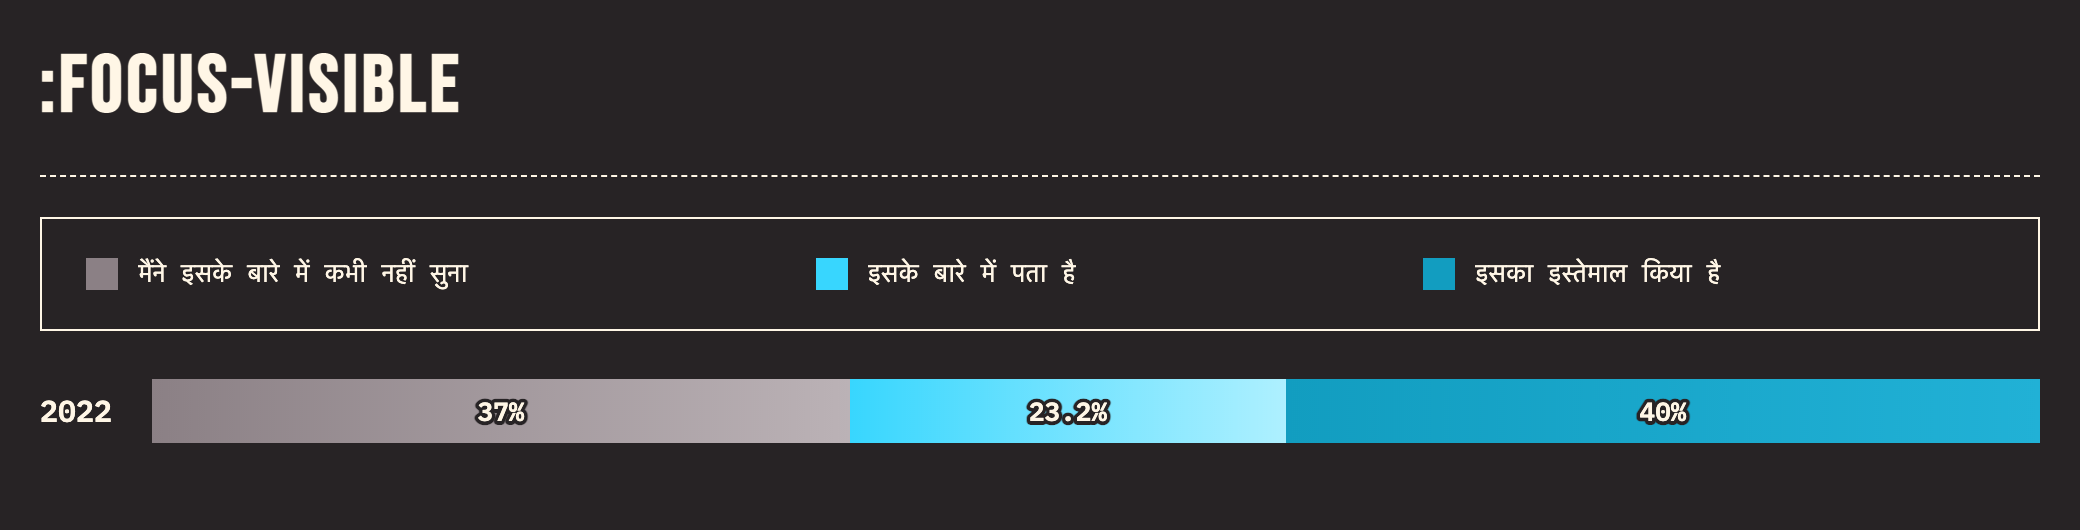 :FOCUS-VISIBLE
मैंने इसके बारे में कभी नहीं सुना
इसके बारे में पता है
इसका इस्तेमाल किया है
2022 37% 23.2% 40%